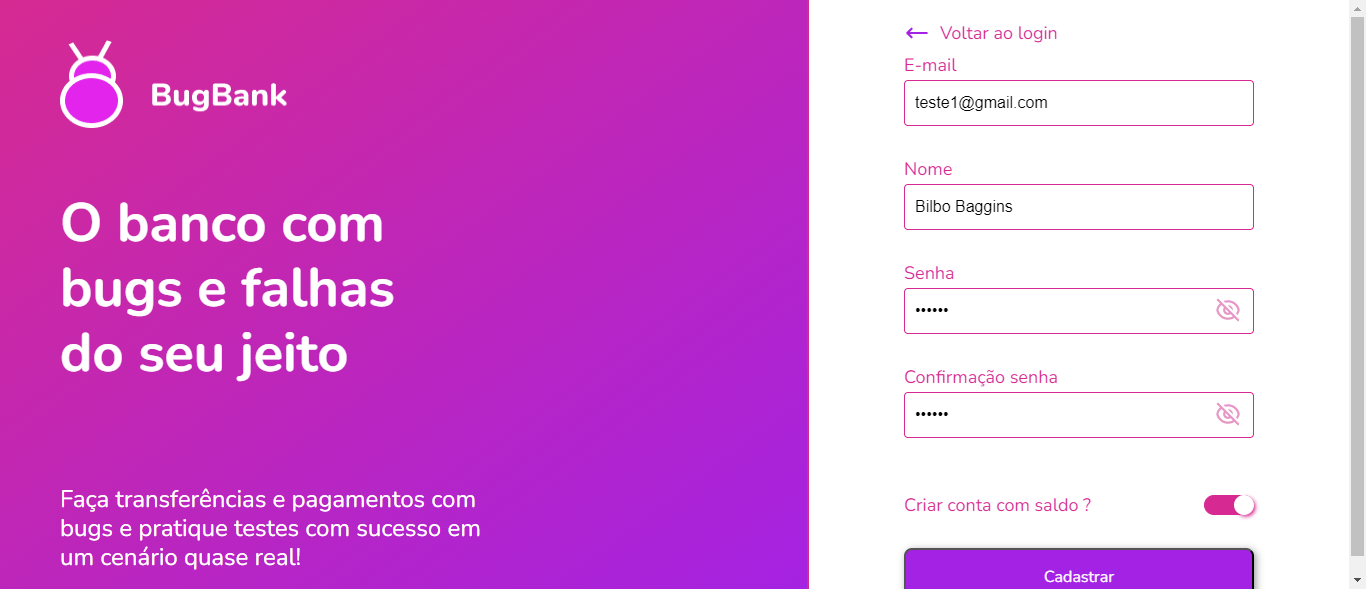 BugBank
O banco com
bugs e falhas
do seu jeito
Faça transferências e pagamentos com
bugs e pratique testes com sucesso em
um cenário quase real!
Voltar ao login
E-mail
teste1@gmail.com
Nome
Bilbo Baggins
Senha
••••••
Confirmação senha
••••••
Criar conta com saldo ?
Cadastrar